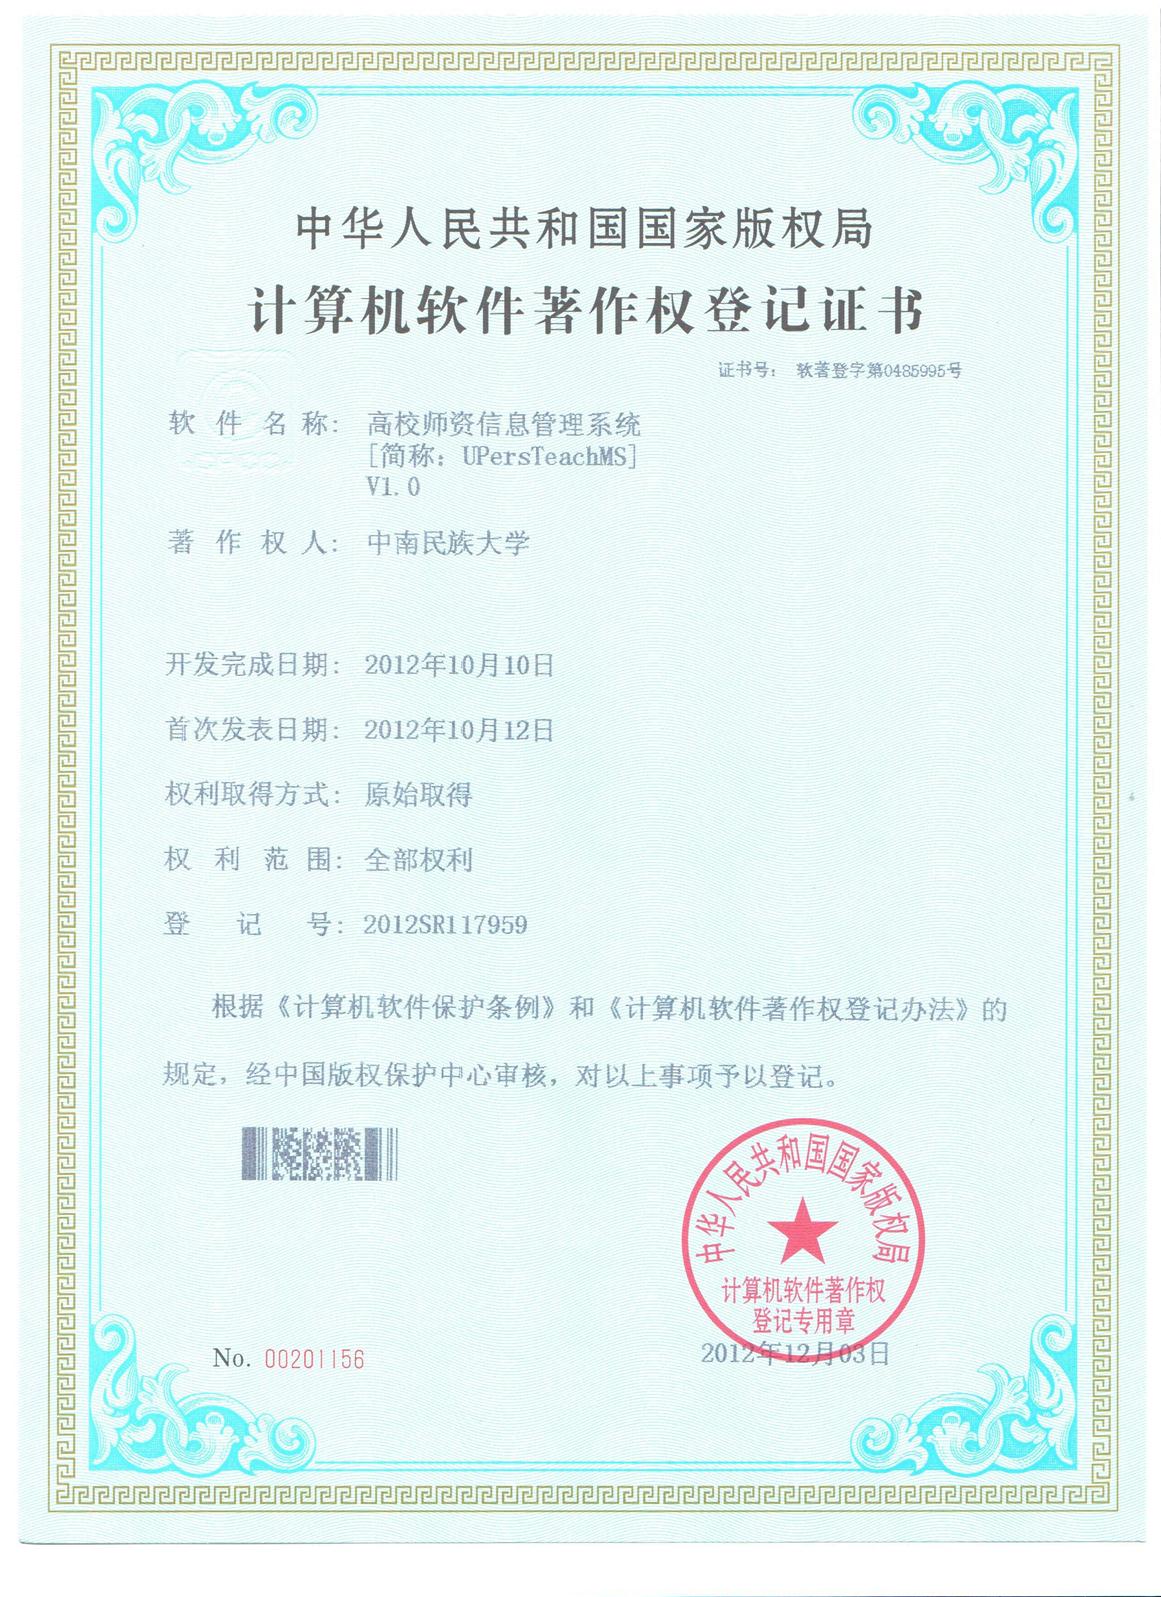 中华人民共和国国家版权局
计算机软件著作权登记证书
证书号： 软著登字第0485995号
软件名称： 高校师资信息管理系统
[简称：UPersTeachMS]
V1.0
著作权人： 中南民族大学
开发完成日期： 2012年10月10日
首次发表日期： 2012年10月12日
权利取得方式： 原始取得
权利范围： 全部权利
登记号： 2012SR117959
根据《计算机软件保护条例》和《计算机软件著作权登记办法》的
规定，经中国版权保护中心审核，对以上事项予以登记。
中华人民共和国国家版权局
计算机软件著作权
登记专用章
No. 00201156
2012年12月03日